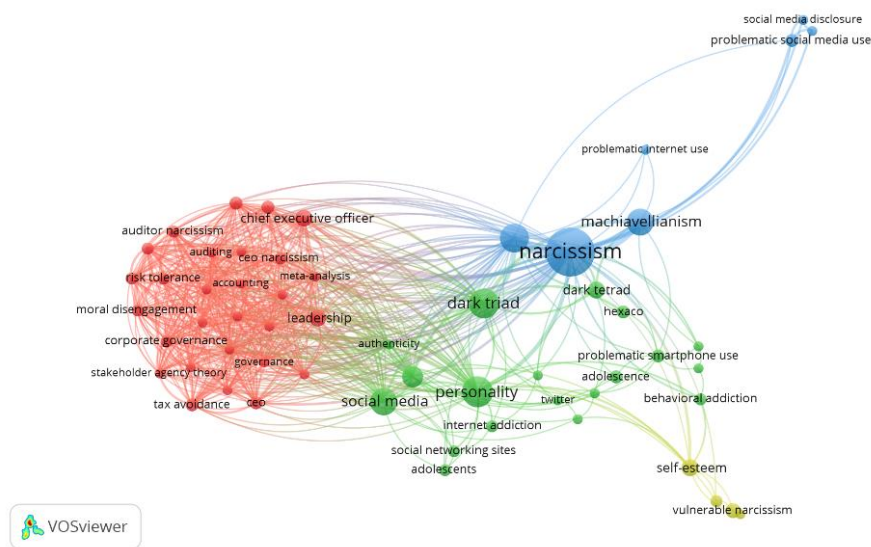 social media disclosure
problematic social media use
problematic internet use
machiavellianism
chief executive officer
auditor narcissism
narcissism
auditing
ceo narcissism
risk tolerance
accounting
meta-analysis
dark tetrad
dark triad
moral disengagement
leadership
hexaco
corporate governance
authenticity
problematic smartphone use
governance
stakeholder agency theory
adolescence
personality
social media
twitter
behavioral addiction
tax avoidance
ceo
internet addiction
social networking sites
adolescents
self-esteem
vulnerable narcissism
VOSviewer